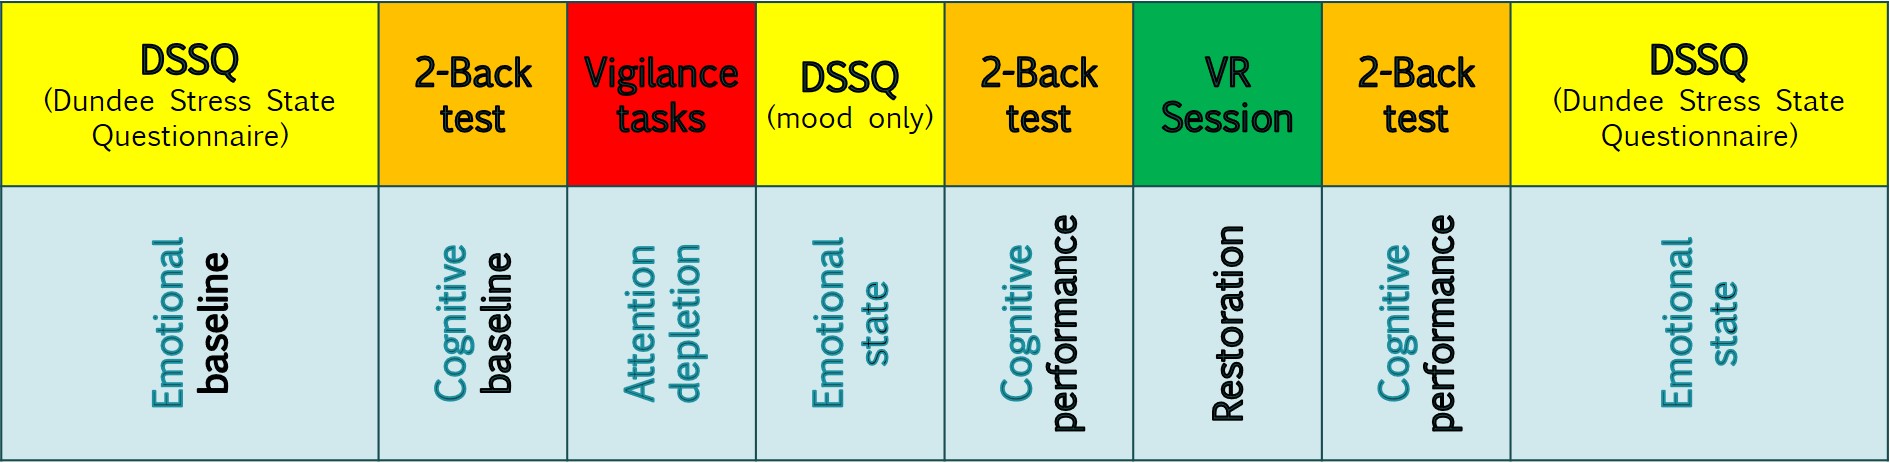 DSSQ
(Dundee Stress State
Questionnaire)
2-Back
test
Vigilance
tasks
DSSQ
(mood only)
2-Back
test
VR
Session
2-Back
test
DSSQ
(Dundee Stress State
Questionnaire)
Emotional
baseline
Cognitive
baseline
Attention
depletion
Emotional
state
Cognitive
performance
Restoration
Cognitive
performance
Emotional
state